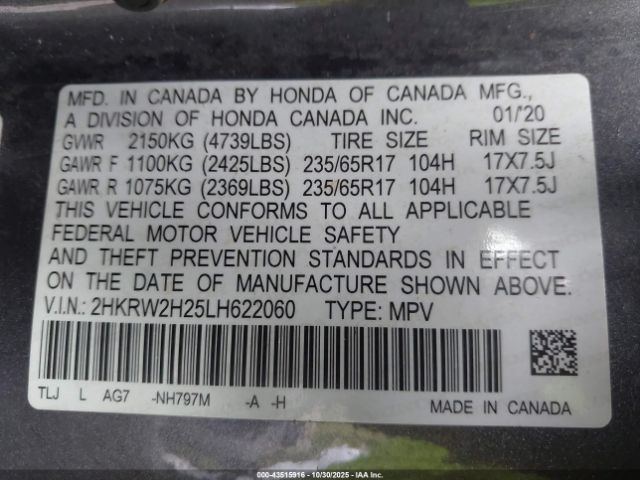 MFD. IN CANADA BY HONDA OF CANADA MFG.,
A DIVISION OF HONDA CANADA INC. 01/'20
GVWR 2150KG (4739LBS) TIRE SIZE RIM SIZE
GAWR F 1100KG (2425LBS) 235/65R17 104H 17X7.5J
GAWR R 1075KG (2369LBS) 235/65R17 104H 17X7.5J
THIS VEHICLE CONFORMS TO ALL APPLICABLE
FEDERAL MOTOR VEHICLE SAFETY
AND THEFT PREVENTION STANDARDS IN EFFECT
ON THE DATE OF MANUFACTURE SHOWN ABOVE.
V.I.N.: 2HKRW2H25LH622060 TYPE: MPV
TLJ L AG7 -NH797M -A -H
MADE IN CANADA
000-43515916 - 10/30/2025 - IAA Inc.